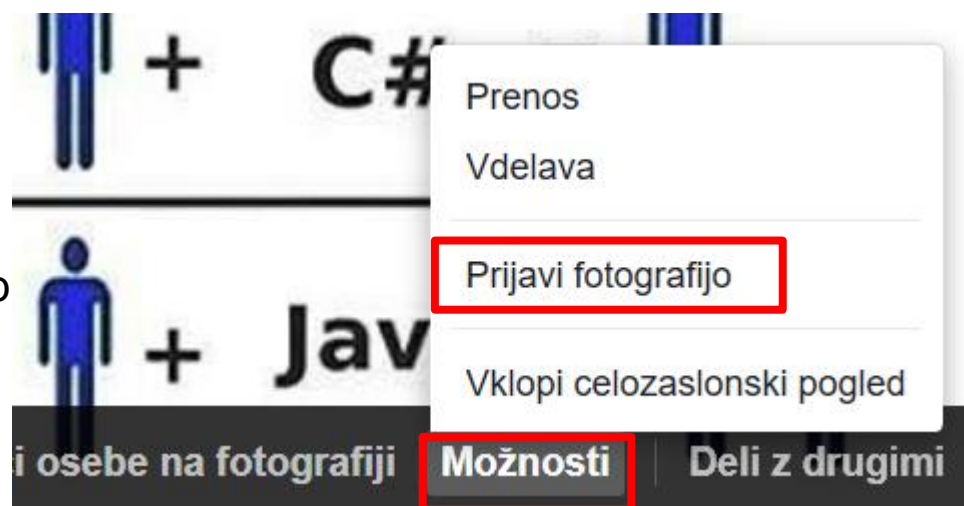 + C#
Prenos
Vdelava
Prijavi fotografijo
+ Jav
Vklopi celozaslonski pogled
i osebe na fotografiji Možnosti Deli z drugimi